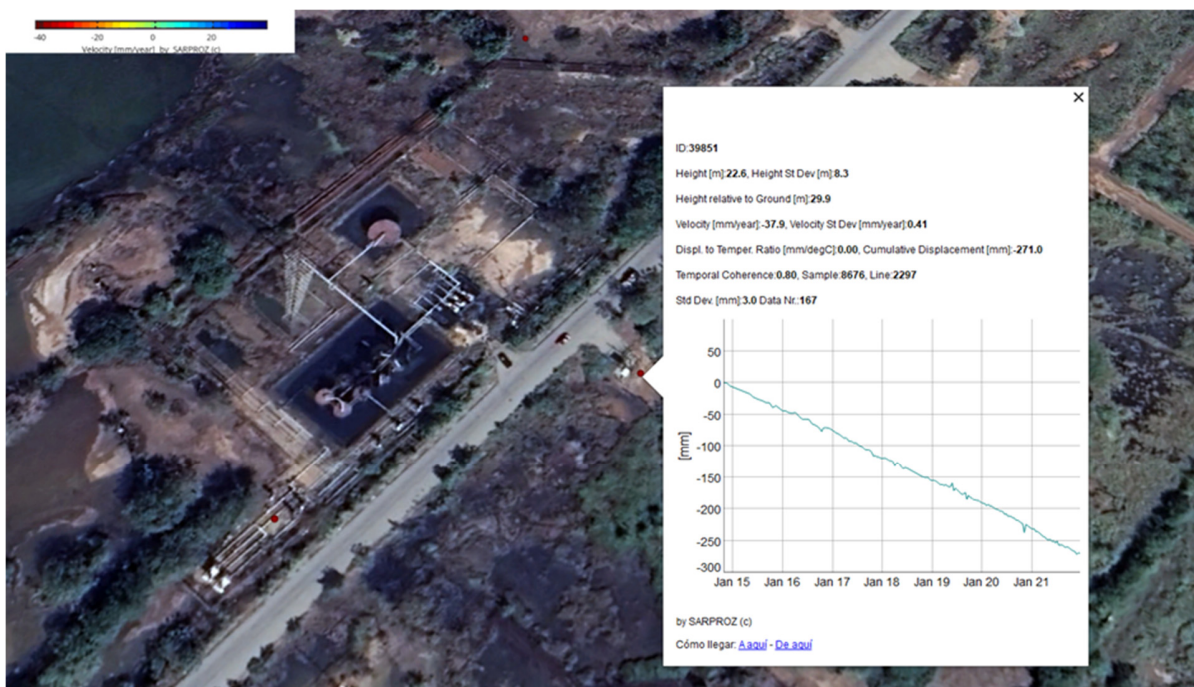 -40
-20
0
20
Velocity [mm/year] by: SARPROZ (c)
×
ID:39851
Height [m]:22.6, Height St Dev [m]:8.3
Height relative to Ground [m]:29.9
Velocity [mm/year]:-37.9, Velocity St Dev [mm/year]:0.41
Displ. to Temper. Ratio [mm/degC]:0.00, Cumulative Displacement [mm]:-271.0
Temporal Coherence:0.80, Sample:8676, Line:2297
Std Dev. [mm]:3.0 Data Nr.:167
50
0
-50
-100
-150
-200
-250
-300
[mm]
Jan 15 Jan 16 Jan 17 Jan 18 Jan 19 Jan 20 Jan 21
by SARPROZ (c)
Cómo llegar: A aquí - De aquí